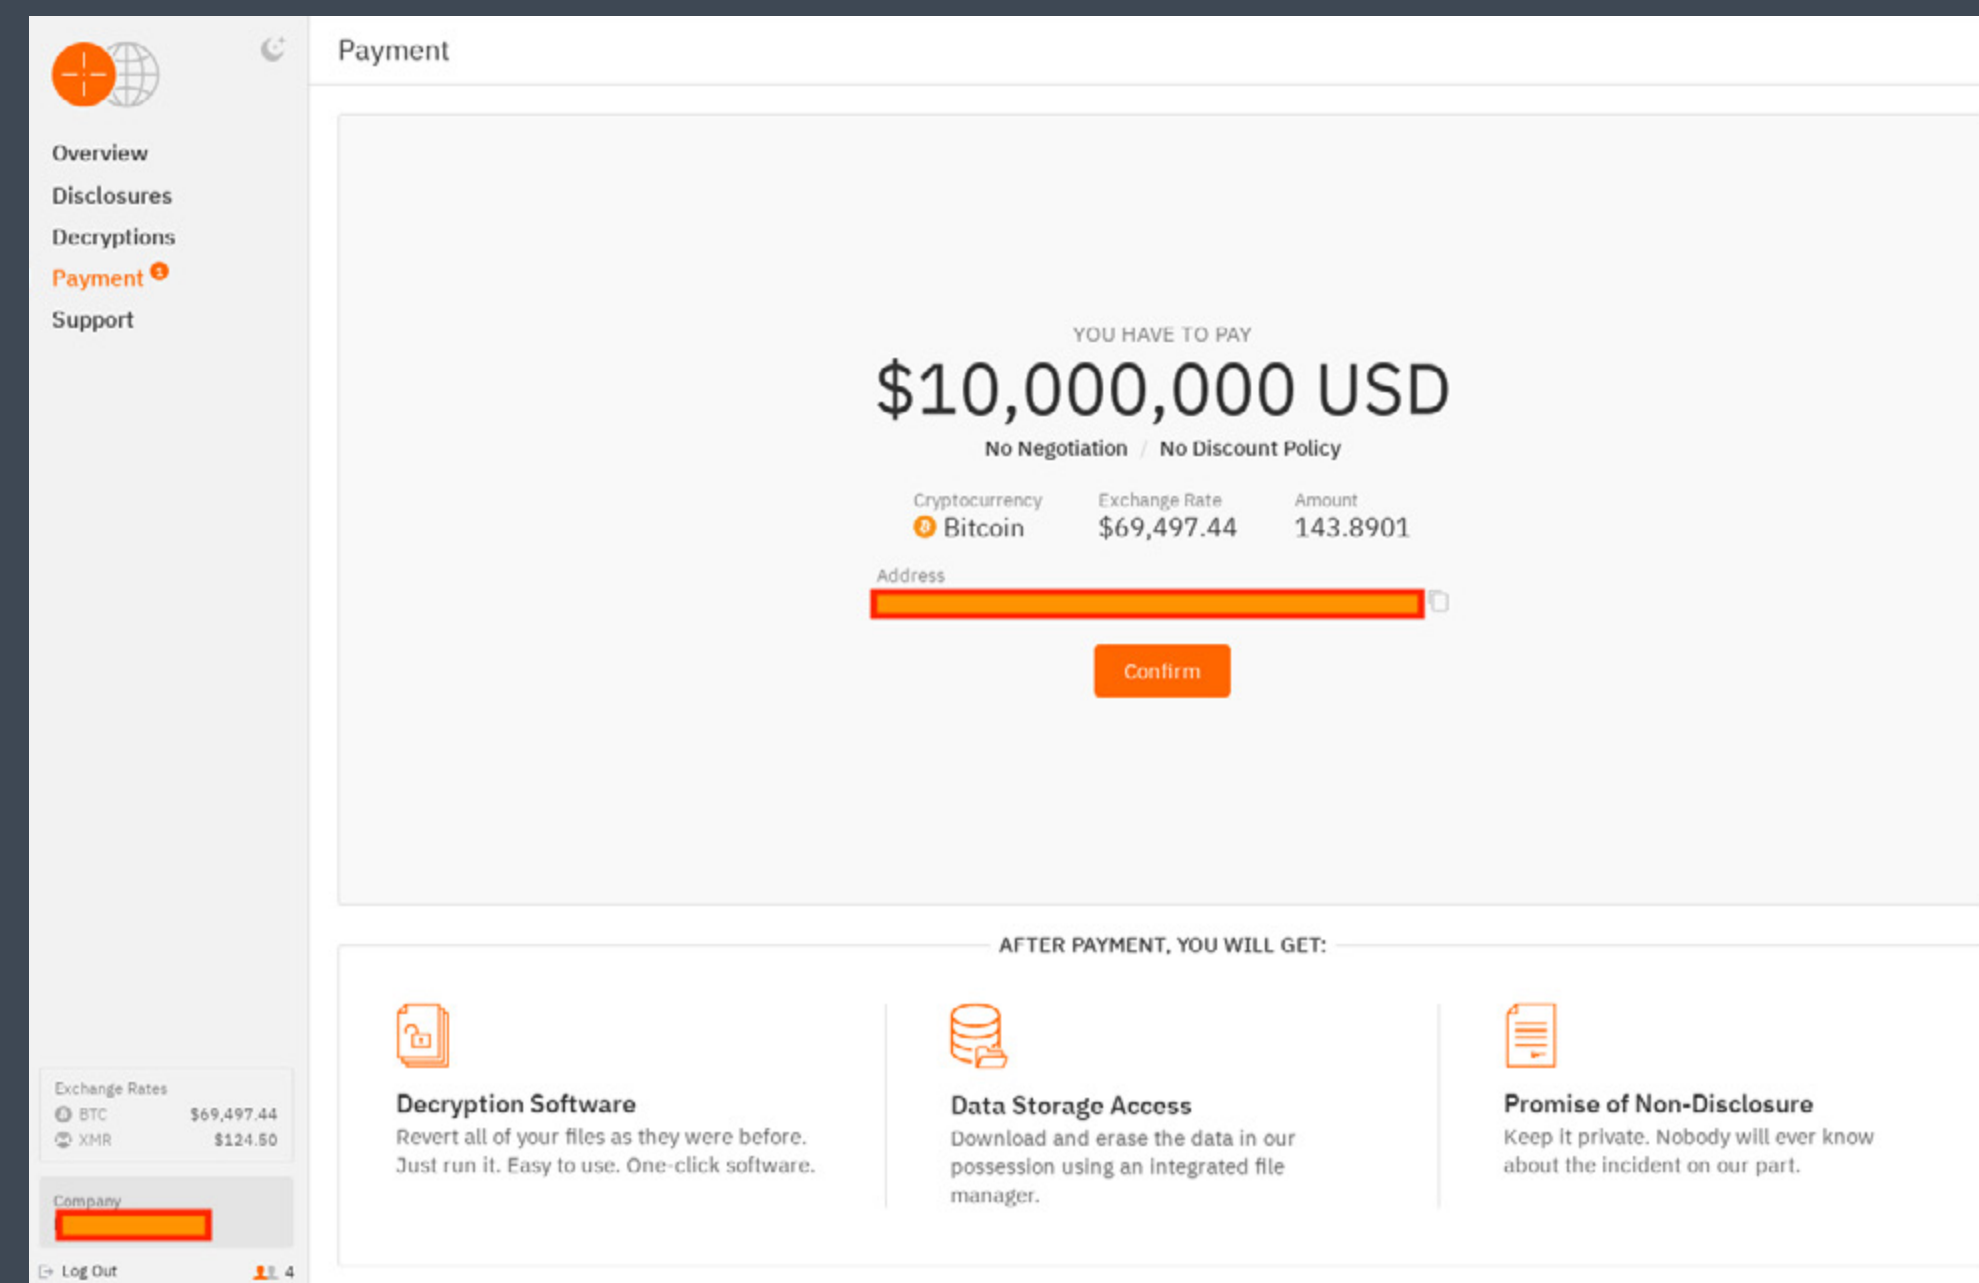 Payment
Overview
Disclosures
Decryptions
Payment 1
Support
YOU HAVE TO PAY
$10,000,000 USD
No Negotiation / No Discount Policy
Cryptocurrency Exchange Rate Amount
Bitcoin $69,497.44 143.8901
Address
Confirm
AFTER PAYMENT, YOU WILL GET:
Decryption Software
Revert all of your files as they were before.
Just run it. Easy to use. One-click software.
Data Storage Access
Download and erase the data in our
possession using an integrated file
manager.
Promise of Non-Disclosure
Keep it private. Nobody will ever know
about the incident on our part.
Exchange Rates
BTC $69,497.44
XMR $124.50
Company
Log Out 4